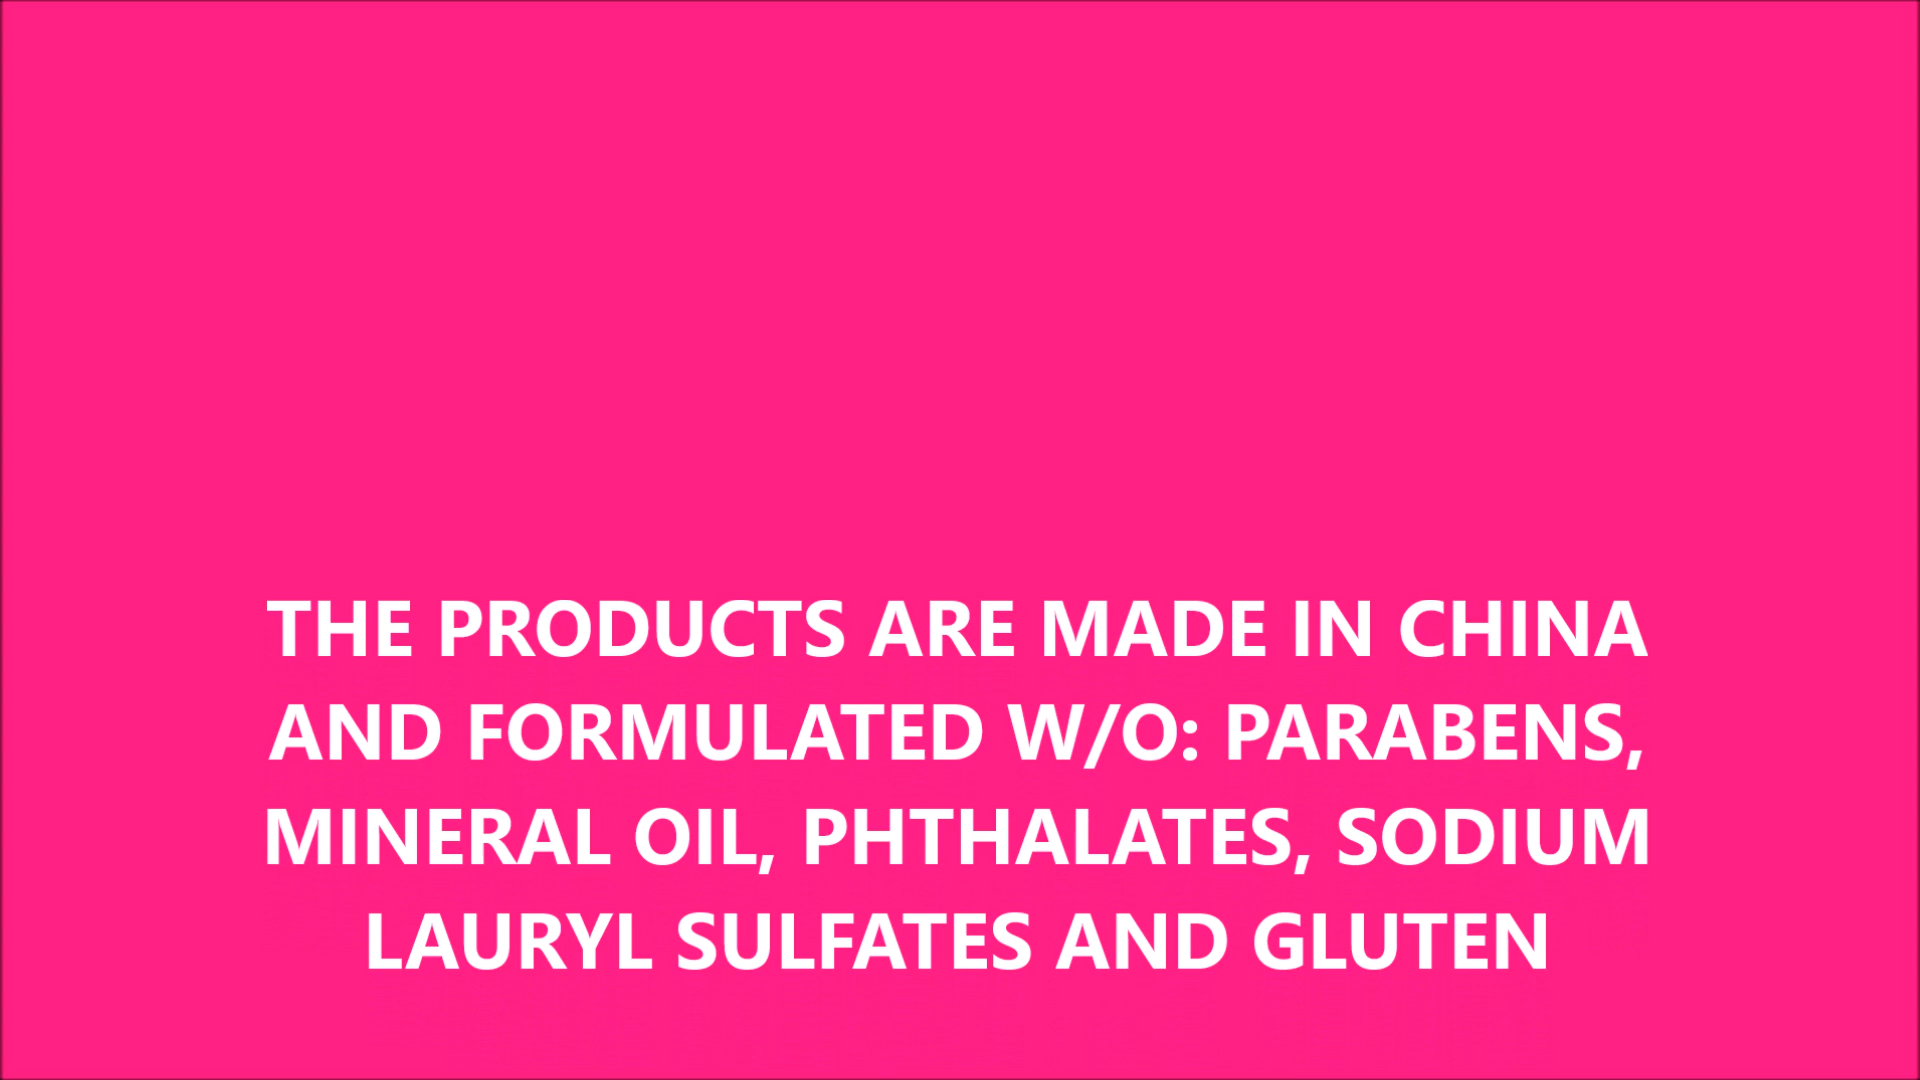 THE PRODUCTS ARE MADE IN CHINA
AND FORMULATED W/O: PARABENS,
MINERAL OIL, PHTHALATES, SODIUM
LAURYL SULFATES AND GLUTEN